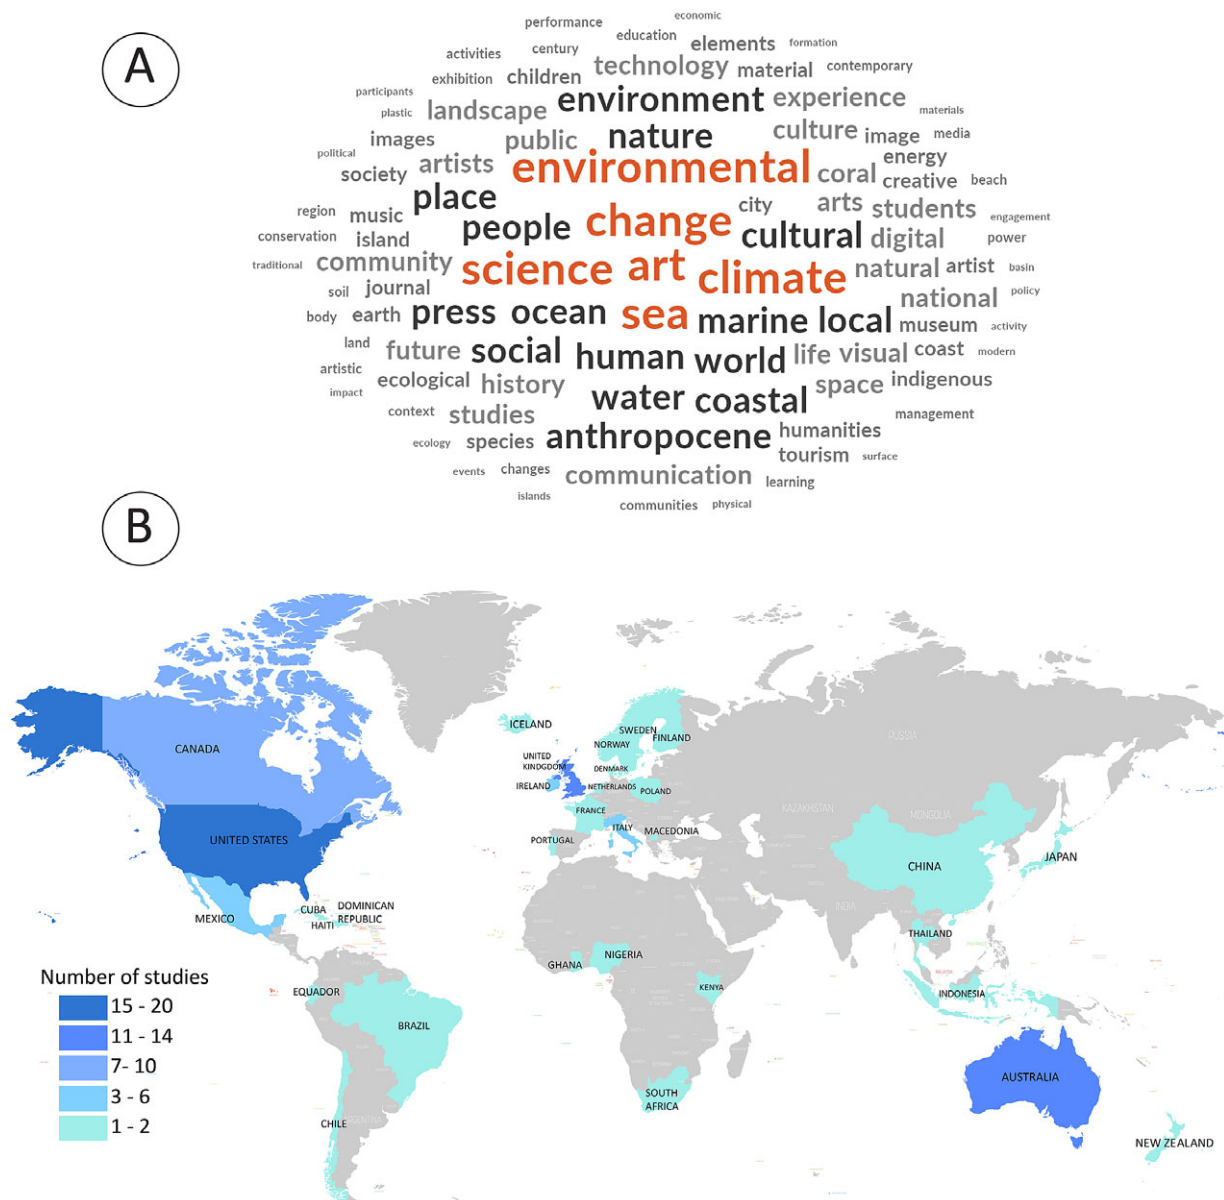 A
performance economic
education
activities century elements formation
technology material contemporary
exhibition children
participants environment experience
plastic landscape materials
images public nature culture image media
political energy
society artists environmental coral creative beach
place city arts students
region music people change engagement
conservation island cultural digital power
traditional community science art climate natural artist basin
soil journal national policy
body earth press ocean sea marine local museum activity
land future social human world life visual coast modern
artistic ecological history space indigenous
impact water coastal
context studies management
ecology species anthropocene humanities
tourism surface
events changes communication learning
islands communities physical
B
ICELAND
SWEDEN
FINLAND
NORWAY
CANADA
RUSSIA
UNITED
KINGDOM
DENMARK
IRELAND NETHERLANDS POLAND
KAZAKHSTAN
FRANCE MONGOLIA
UNITED STATES ITALY MACEDONIA
PORTUGAL
CHINA JAPAN
MEXICO CUBA DOMINICAN
REPUBLIC
HAITI INDIA
THAILAND
GHANA NIGERIA
KENYA
Number of studies
EQUADOR INDONESIA
15 - 20
BRAZIL
11 - 14
7- 10
AUSTRALIA
3 - 6
SOUTH
AFRICA
1 - 2
CHILE ARGENTINA
NEW ZEALAND